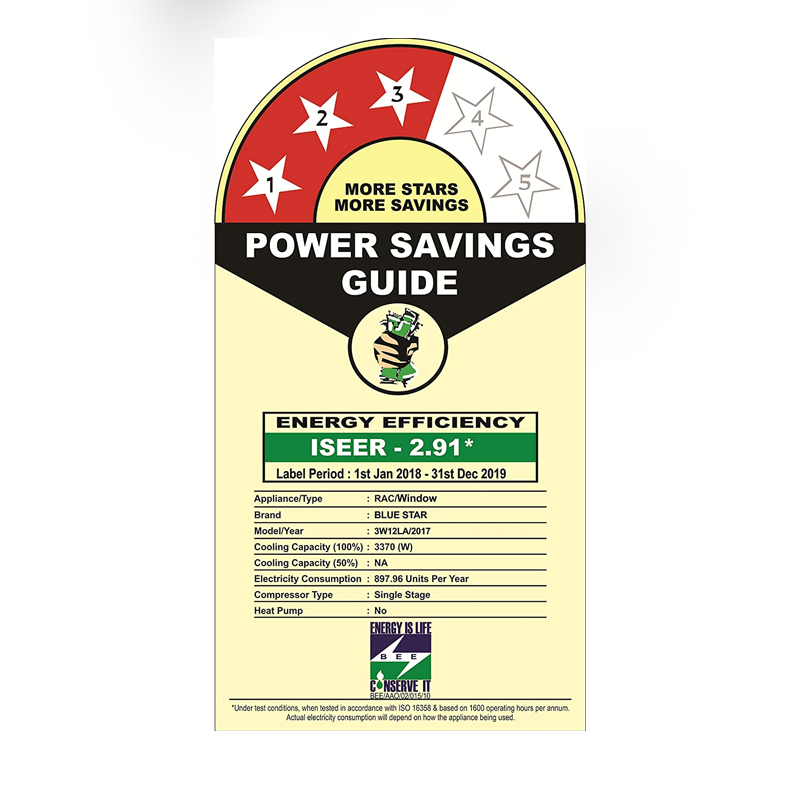 1
2
3
4
5
MORE STARS
MORE SAVINGS
POWER SAVINGS
GUIDE
ENERGY EFFICIENCY
ISEER - 2.91*
Label Period : 1st Jan 2018 - 31st Dec 2019
Appliance/Type : RAC/Window
Brand : BLUE STAR
Model/Year : 3W12LA/2017
Cooling Capacity (100%) : 3370 (W)
Cooling Capacity (50%) : NA
Electricity Consumption : 897.96 Units Per Year
Compressor Type : Single Stage
Heat Pump : No
ENERGY IS LIFE
BEE
CONSERVE IT
BEE/AAO/02/015/10
*Under test conditions, when tested in accordance with ISO 16358 & based on 1600 operating hours per annum.
Actual electricity consumption will depend on how the appliance being used.